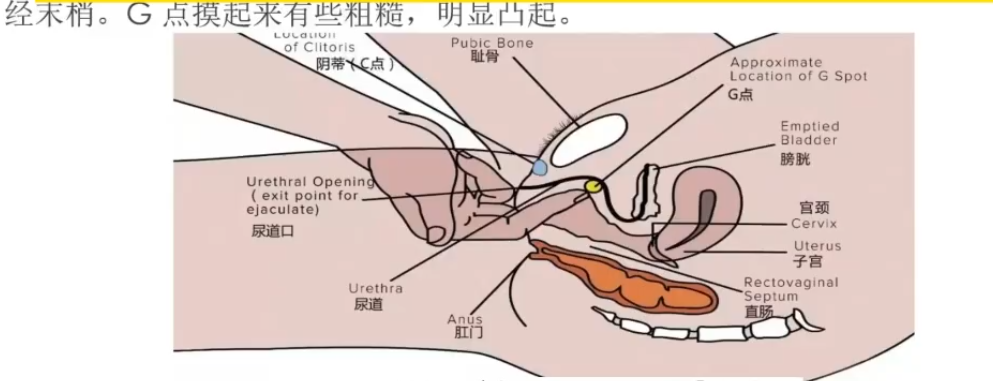 经末梢。G 点摸起来有些粗糙，明显凸起。
Location
of Clitoris
阴蒂（C点）
Pubic Bone
耻骨
Approximate
Location of G Spot
G点
Emptied
Bladder
膀胱
Urethral Opening
( exit point for
ejaculate)
尿道口
宫颈
Cervix
Uterus
子宫
Urethra
尿道
Rectovaginal
Septum
直肠
Anus
肛门